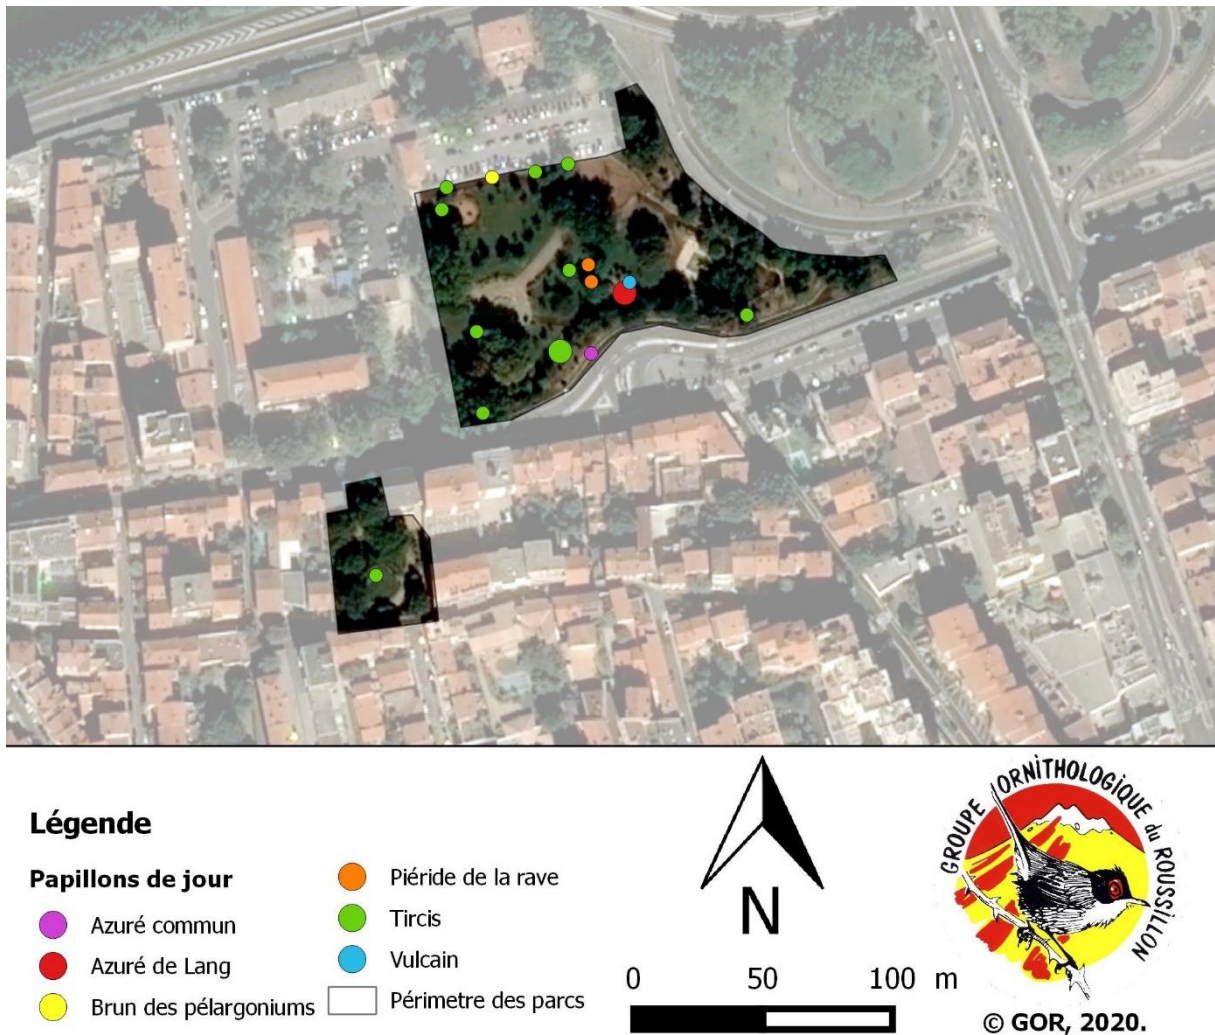 Légende
Papillons de jour
Azuré commun
Azuré de Lang
Brun des pélargoniums
Piéride de la rave
Tircis
Vulcain
Périmetre des parcs
N
0 50 100 m
GROUPE ORNITHOLOGIQUE du ROUSSILLON
© GOR, 2020.